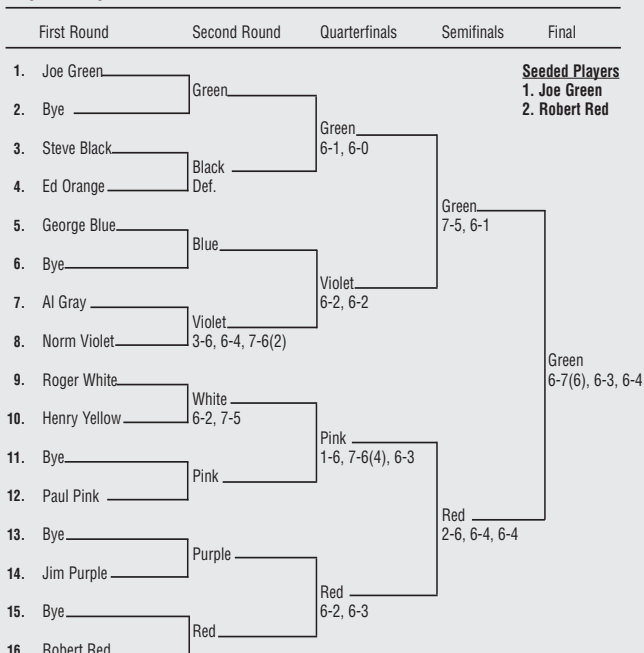 First Round Second Round Quarterfinals Semifinals Final
Seeded Players
1. Joe Green
2. Robert Red
1. Joe Green
2. Bye
3. Steve Black
4. Ed Orange
5. George Blue
6. Bye
7. Al Gray
8. Norm Violet
9. Roger White
10. Henry Yellow
11. Bye
12. Paul Pink
13. Bye
14. Jim Purple
15. Bye
16. Robert Red
Green
Black
Def.
Blue
Violet
3-6, 6-4, 7-6(2)
White
6-2, 7-5
Pink
Purple
Red
Green
6-1, 6-0
Violet
6-2, 6-2
Pink
1-6, 7-6(4), 6-3
Red
6-2, 6-3
Green
7-5, 6-1
Red
2-6, 6-4, 6-4
Green
6-7(6), 6-3, 6-4